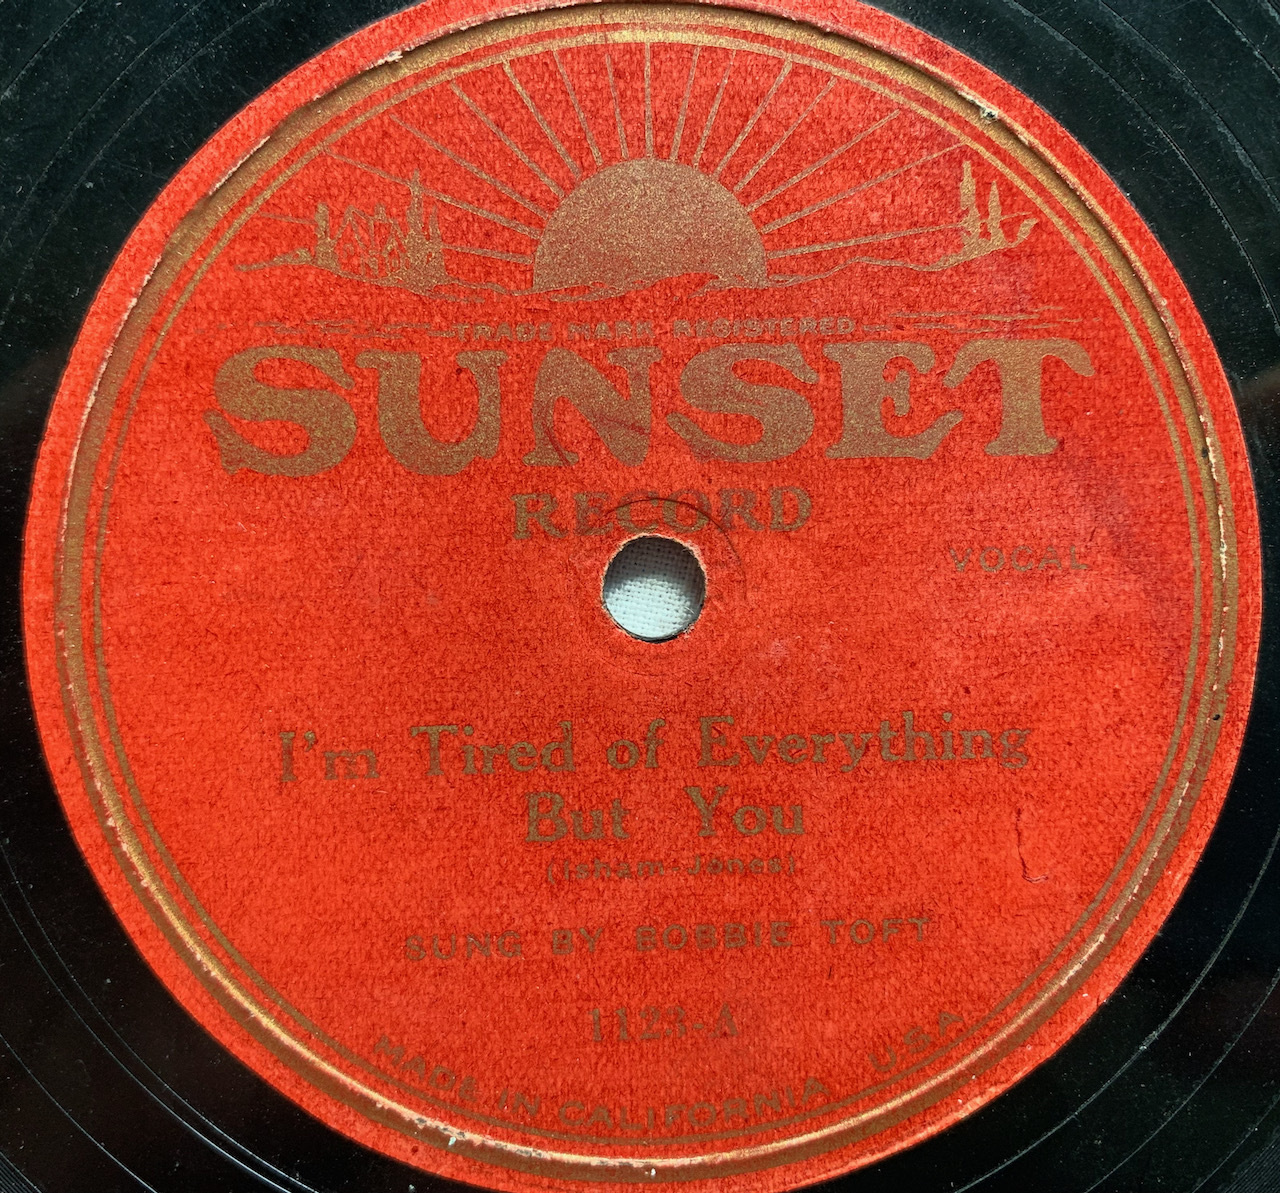 TRADE MARK REGISTERED
SUNSET
RECORD
VOCAL
I'm Tired of Everything
But You
(Isham-Jones)
SUNG BY BOBBIE TOFT
1123-A
MADE IN CALIFORNIA U.S.A.